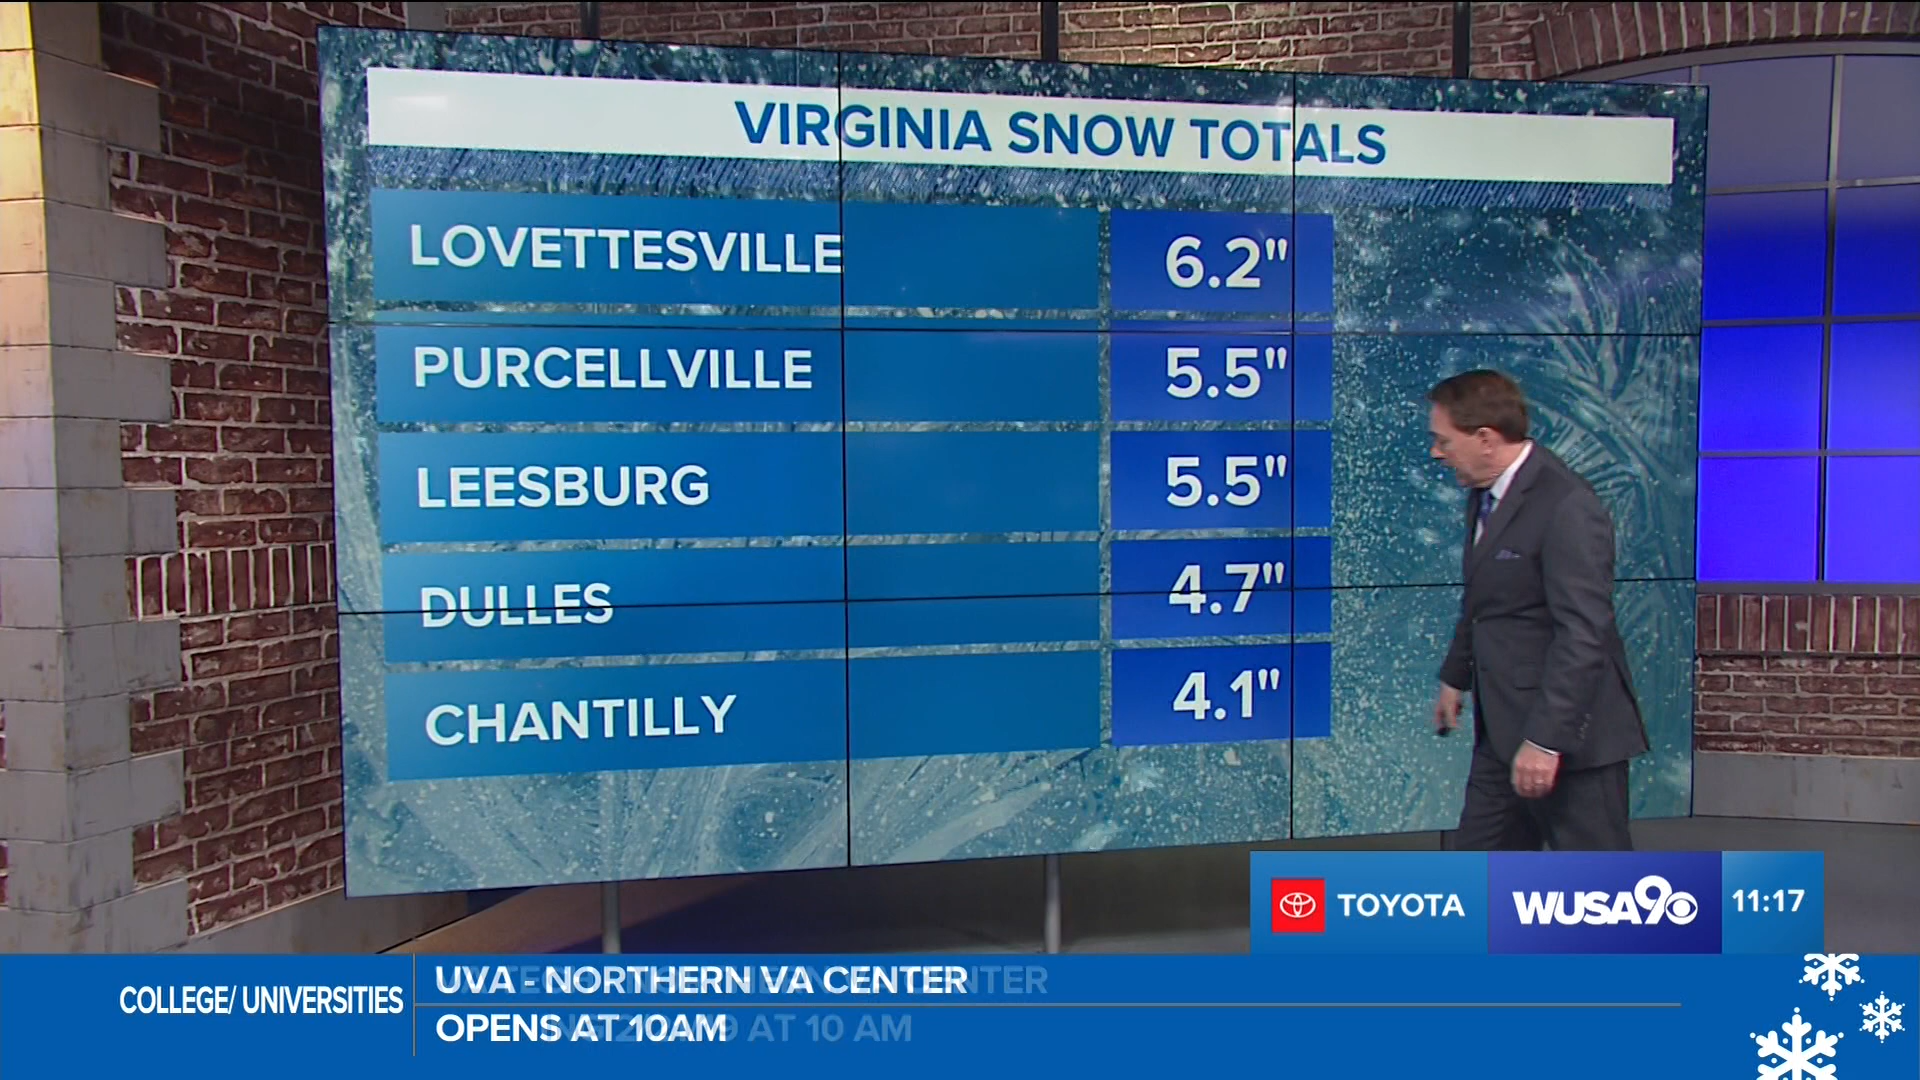 VIRGINIA SNOW TOTALS
LOVETTESVILLE 6.2"
PURCELLVILLE 5.5"
LEESBURG 5.5"
DULLES 4.7"
CHANTILLY 4.1"
TOYOTA WUSA9 11:17
COLLEGE/ UNIVERSITIES
UVA - NORTHERN VA CENTER
OPENS AT 10AM